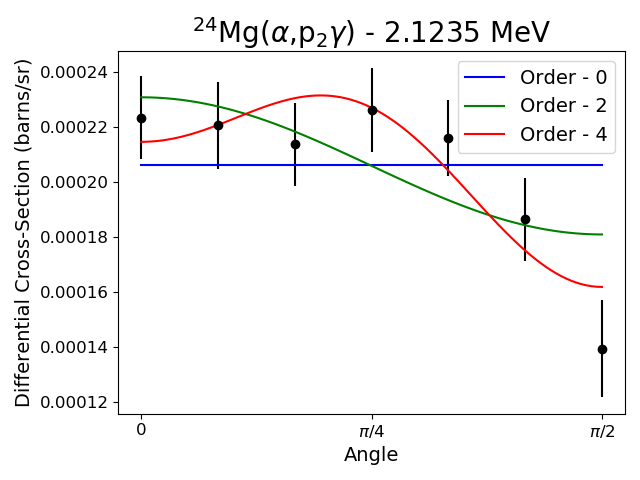 ²⁴Mg(α,p₂γ) - 2.1235 MeV
Order - 0
Order - 2
Order - 4
Differential Cross-Section (barns/sr)
0.00024
0.00022
0.00020
0.00018
0.00016
0.00014
0.00012
0
π/4
π/2
Angle